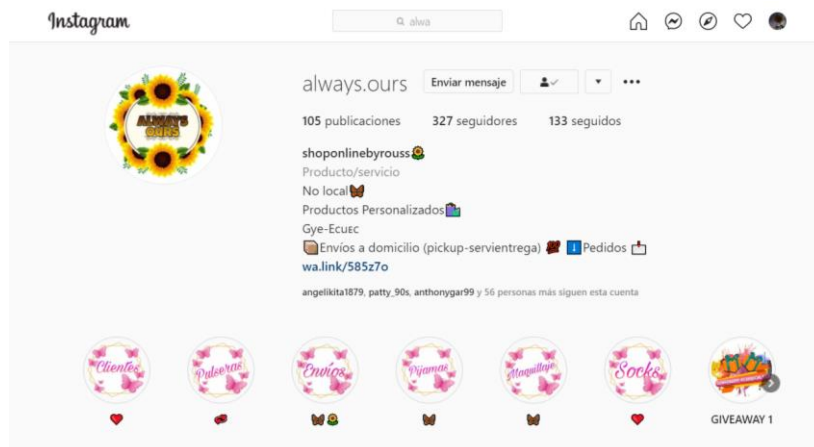 Instagram
alwa
ALWAYS
OURS
always.ours Enviar mensaje
105 publicaciones 327 seguidores 133 seguidos
shoponlinebyrouss🌻
Producto/servicio
No local🦋
Productos Personalizados🛍️
Gye-Ecuᴇᴄ
📦Envíos a domicilio (pickup-servientrega) 💌 ⬇️Pedidos 📩
wa.link/585z7o
angelikita1879, patty_90s, anthonygar99 y 56 personas más siguen esta cuenta
Clientes Pulseras Envíos Pijamas Maquillaje Socks
GIVEAWAY 1